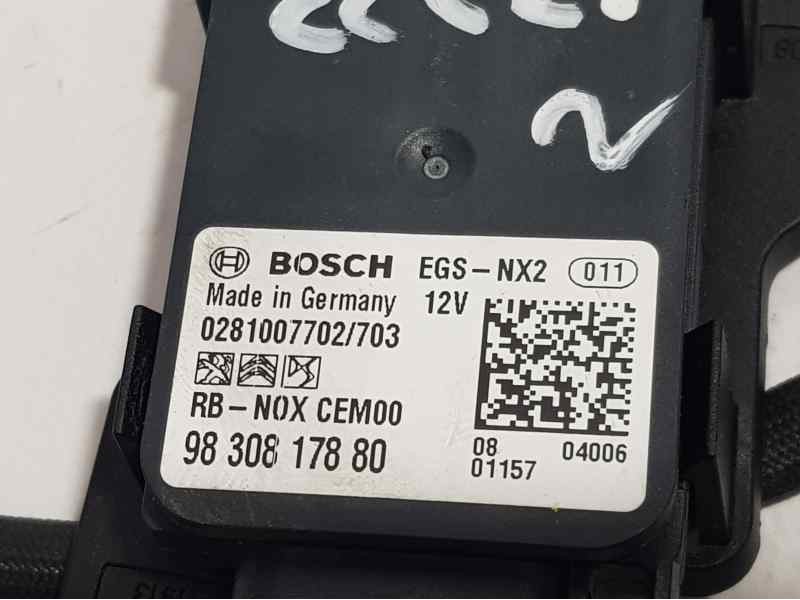 2
BOSCH EGS-NX2 011
Made in Germany 12V
0281007702/703
RB-NOX CEM00
98 308 178 80
08 04006
01157